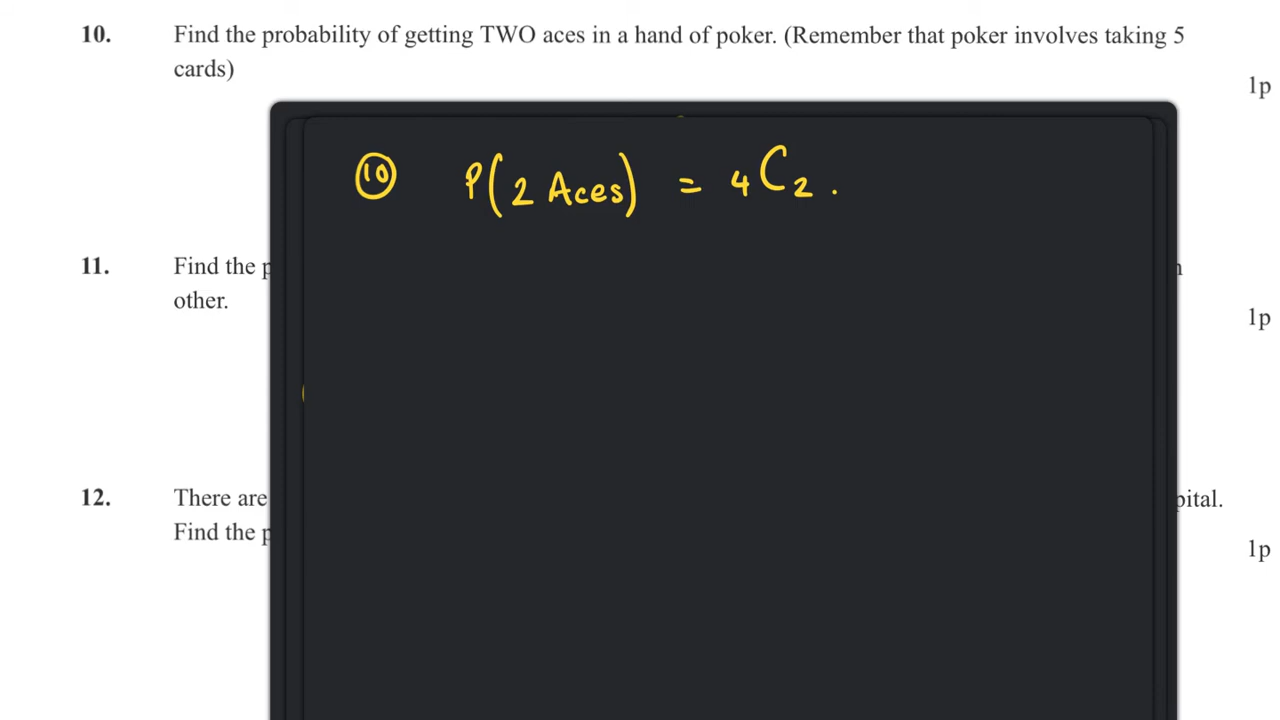 10. Find the probability of getting TWO aces in a hand of poker. (Remember that poker involves taking 5
cards)
1p
10 P(2 Aces) = 4C2 .
11. Find the
other.
1p
12. There are pital.
Find the
1p